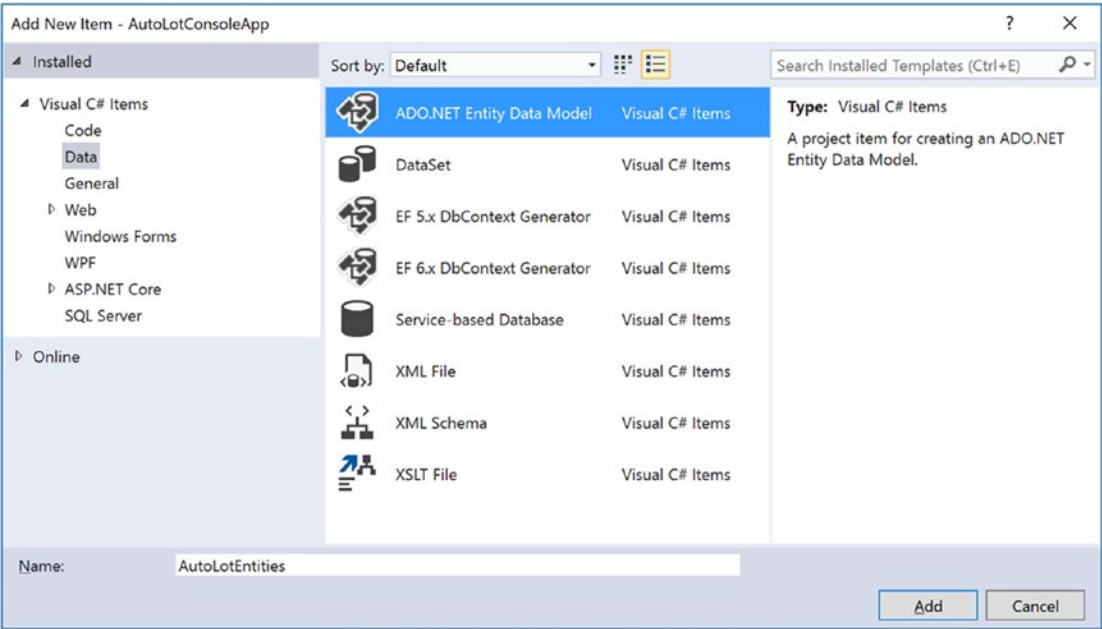 Add New Item - AutoLotConsoleApp ? ×
Installed
Sort by: Default
Search Installed Templates (Ctrl+E)
Visual C# Items
Code
Data
General
Web
Windows Forms
WPF
ASP.NET Core
SQL Server
Online
ADO.NET Entity Data Model Visual C# Items
DataSet Visual C# Items
EF 5.x DbContext Generator Visual C# Items
EF 6.x DbContext Generator Visual C# Items
Service-based Database Visual C# Items
XML File Visual C# Items
XML Schema Visual C# Items
XSLT File Visual C# Items
Type: Visual C# Items
A project item for creating an ADO.NET
Entity Data Model.
Name: AutoLotEntities
Add Cancel